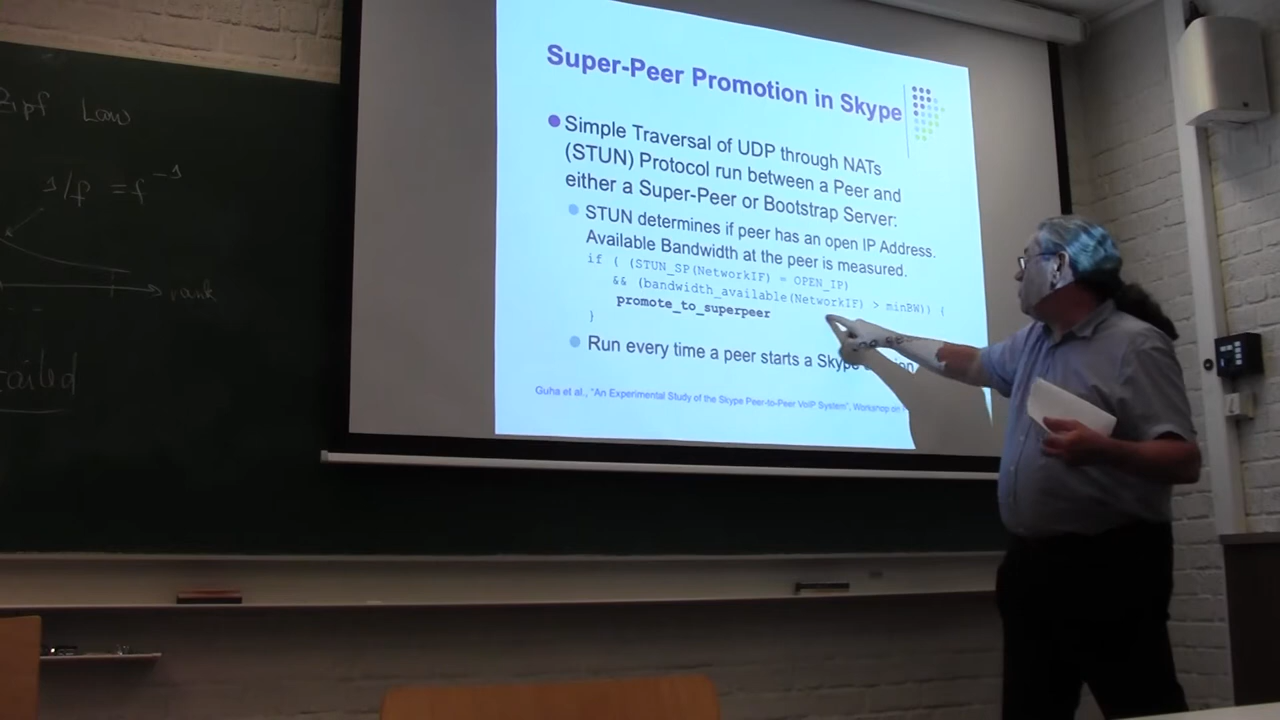 Zipf Law
1/f = f⁻¹
rank
tailed
Super-Peer Promotion in Skype
Simple Traversal of UDP through NATs
(STUN) Protocol run between a Peer and
either a Super-Peer or Bootstrap Server:
STUN determines if peer has an open IP Address.
Available Bandwidth at the peer is measured.
if ( (STUN_SP(NetworkIF) = OPEN_IP)
&& (bandwidth_available(NetworkIF) > minBW)) {
promote_to_superpeer
}
Run every time a peer starts a Skype
Guha et al., "An Experimental Study of the Skype Peer-to-Peer VoIP System", Workshop on